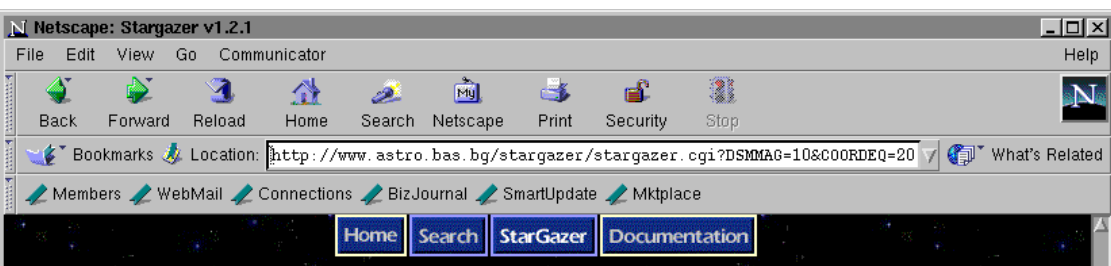 Netscape: Stargazer v1.2.1
File Edit View Go Communicator Help
My N
Back Forward Reload Home Search Netscape Print Security Stop
Bookmarks Location: http://www.astro.bas.bg/stargazer/stargazer.cgi?DSMMAG=10&COORDEQ=20 What's Related
Members WebMail Connections BizJournal SmartUpdate Mktplace
Home Search StarGazer Documentation